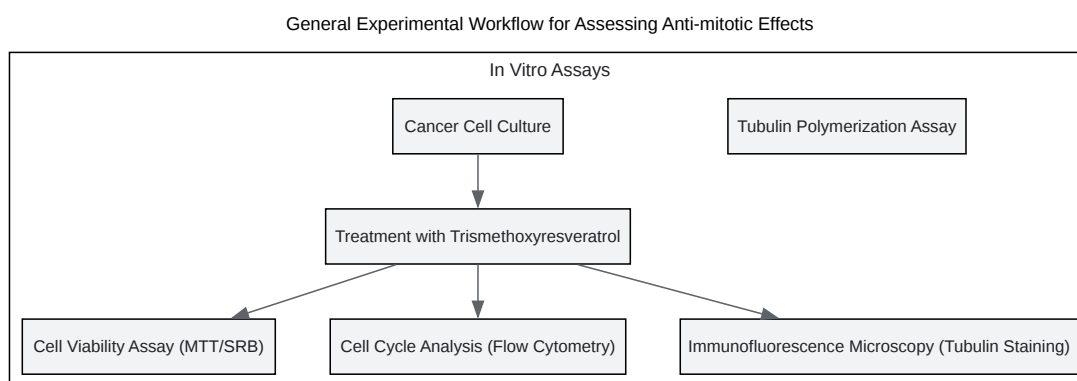 General Experimental Workflow for Assessing Anti-mitotic Effects
In Vitro Assays
Cancer Cell Culture
Tubulin Polymerization Assay
Treatment with Trismethoxyresveratrol
Cell Viability Assay (MTT/SRB)
Cell Cycle Analysis (Flow Cytometry)
Immunofluorescence Microscopy (Tubulin Staining)